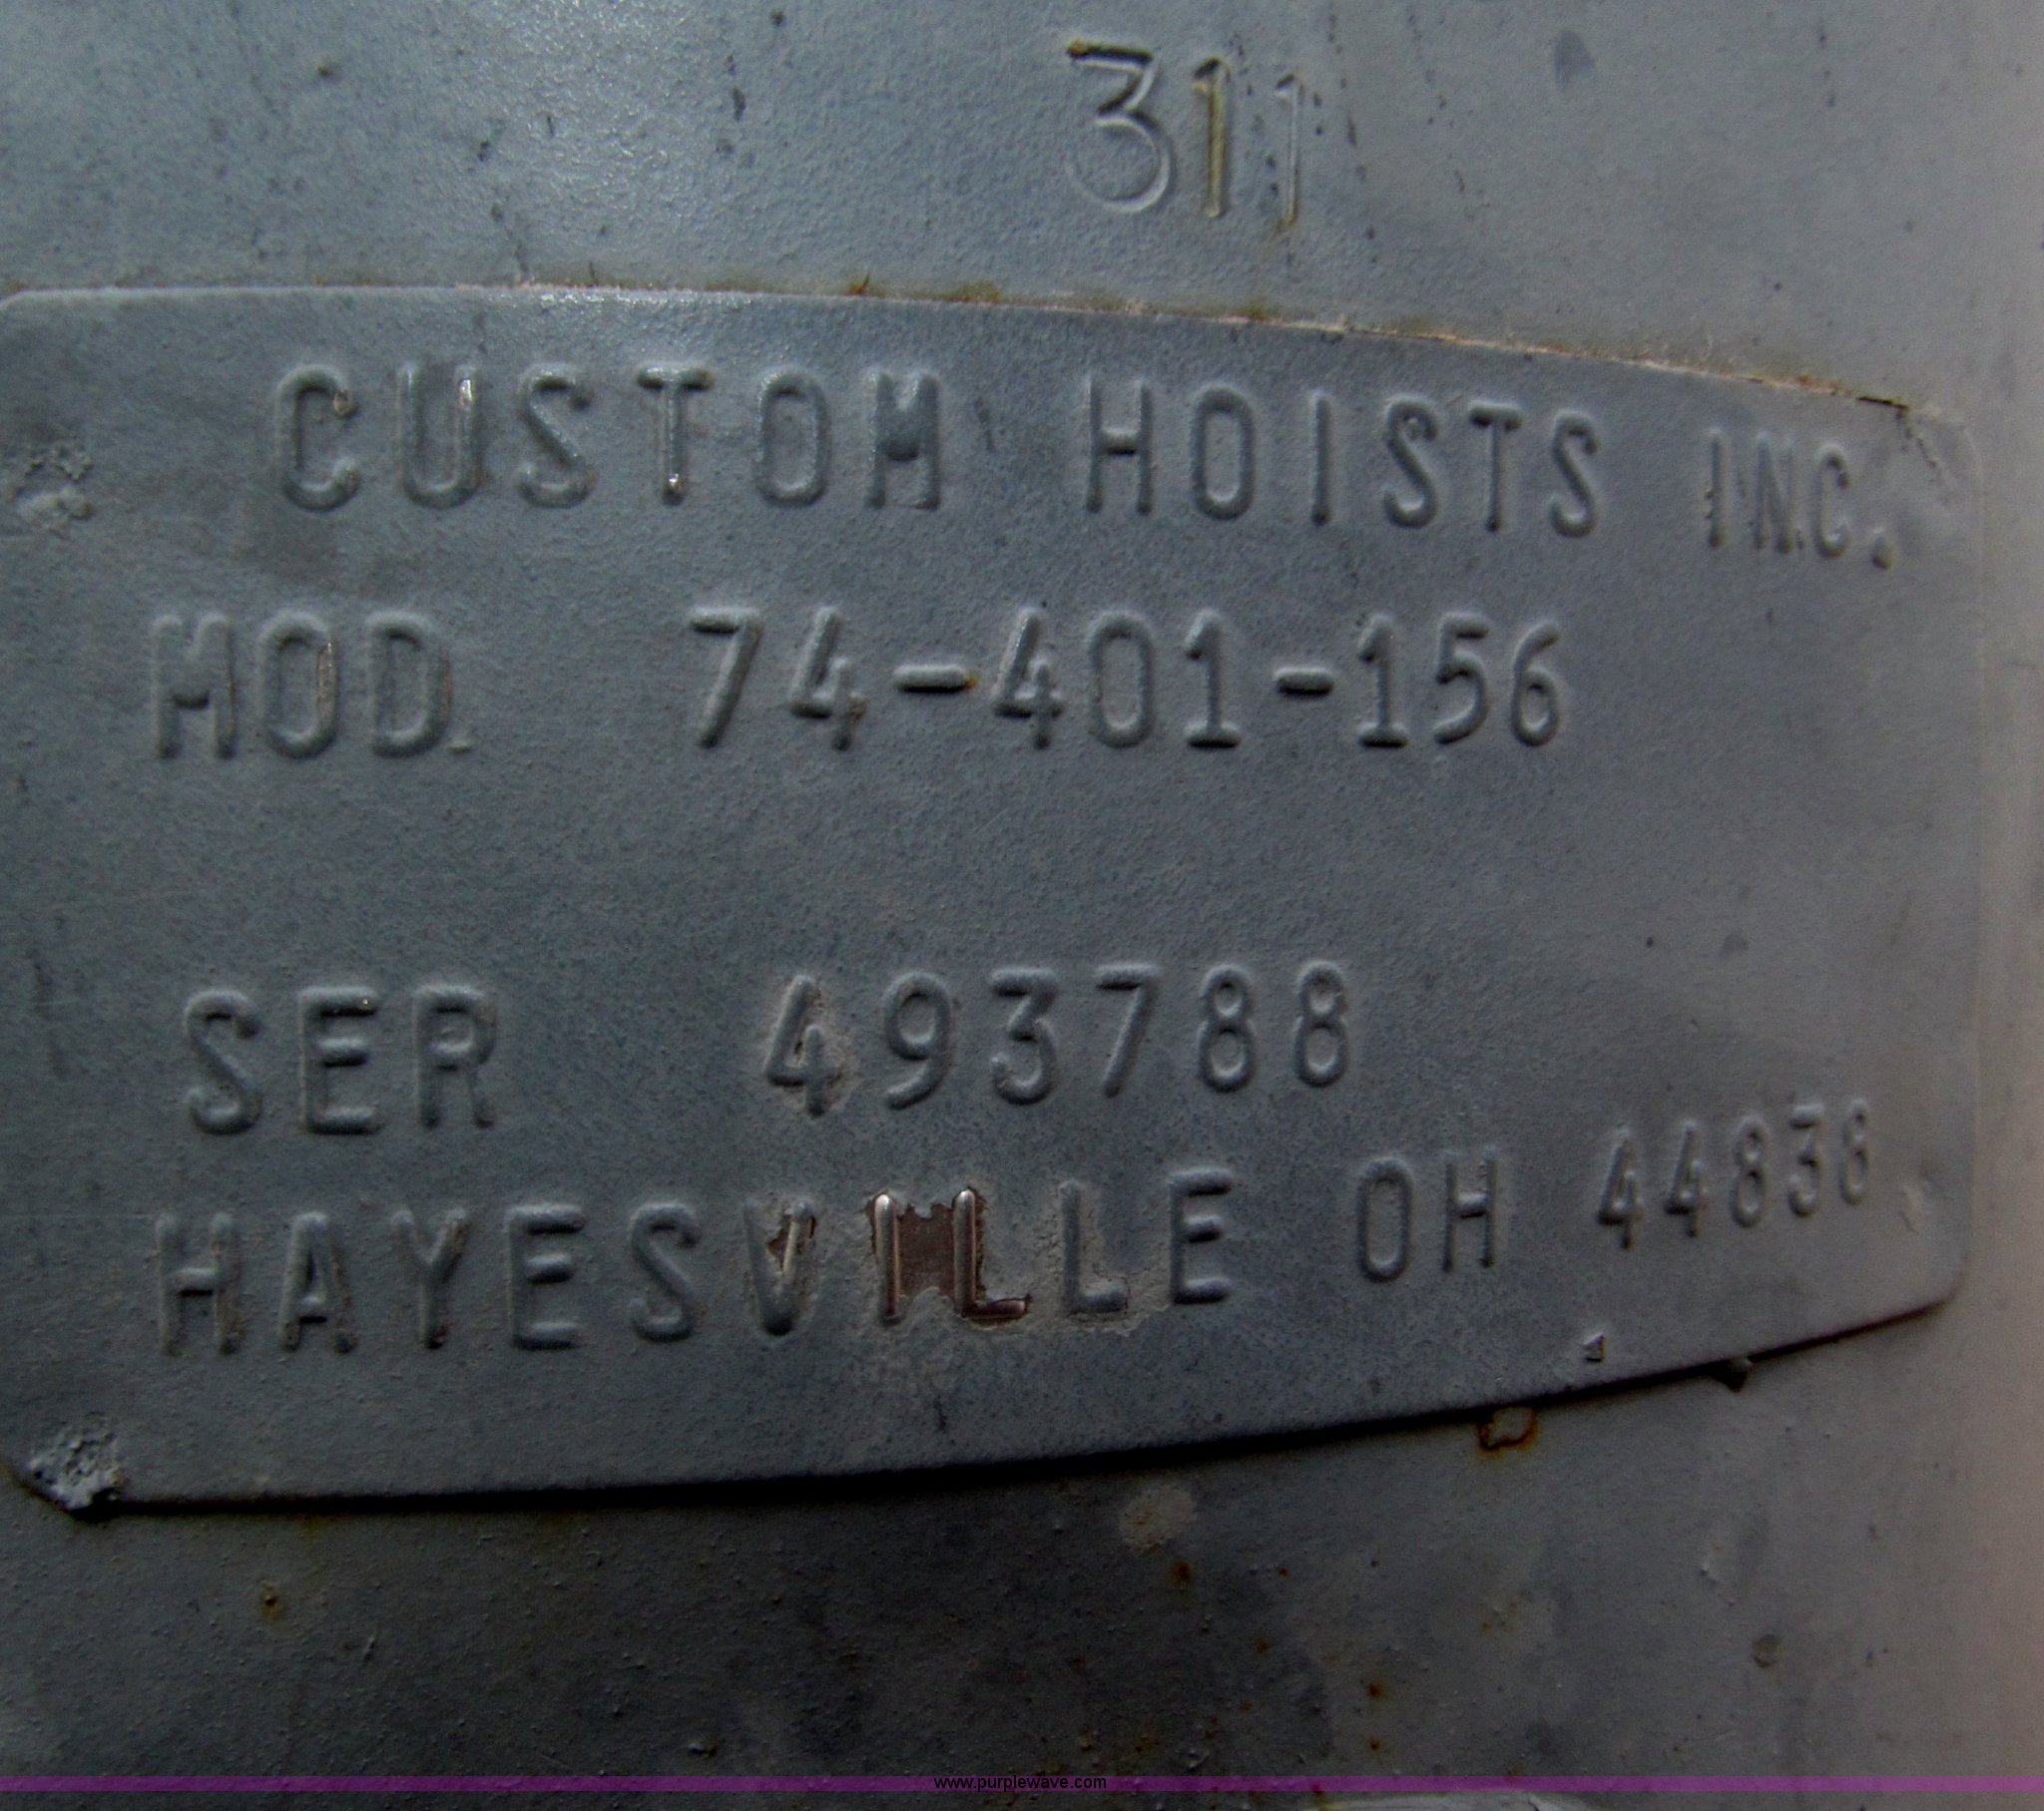 311
CUSTOM HOISTS INC.
MOD. 74-401-156
SER 493788
HAYESVILLE OH 44838
www.purplewave.com